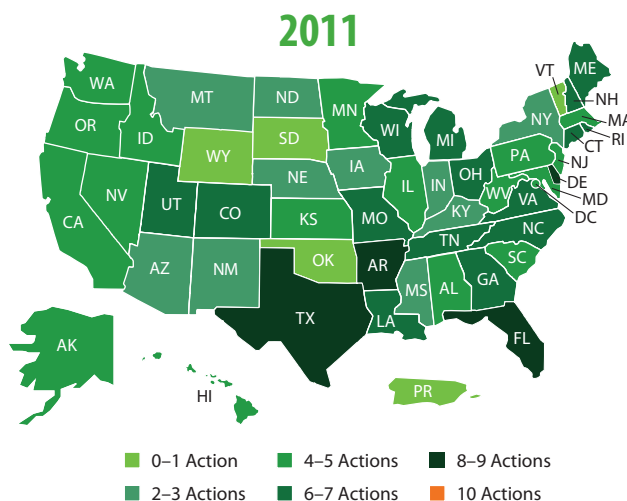 2011
WA
OR
CA
NV
ID
MT
WY
UT
CO
AZ
NM
ND
SD
NE
KS
OK
TX
MN
IA
MO
AR
LA
WI
IL
MI
IN
OH
KY
TN
MS
AL
GA
FL
SC
NC
VA
WV
PA
NY
VT
ME
NH
MA
RI
CT
NJ
DE
MD
DC
AK
HI
PR
0–1 Action
2–3 Actions
4–5 Actions
6–7 Actions
8–9 Actions
10 Actions